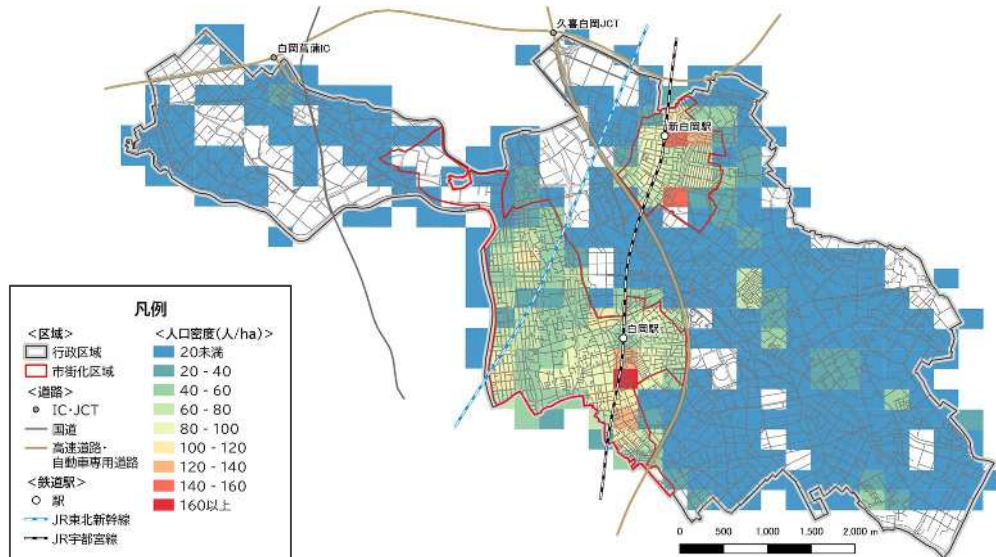 久喜白岡JCT
白岡菖蒲IC
新白岡駅
白岡駅
凡例
<区域>
行政区域
市街化区域
<道路>
IC・JCT
国道
高速道路・
自動車専用道路
<鉄道駅>
駅
JR東北新幹線
JR宇都宮線
<人口密度(人/ha)>
20未満
20 - 40
40 - 60
60 - 80
80 - 100
100 - 120
120 - 140
140 - 160
160以上
0 500 1,000 1,500 2,000 m